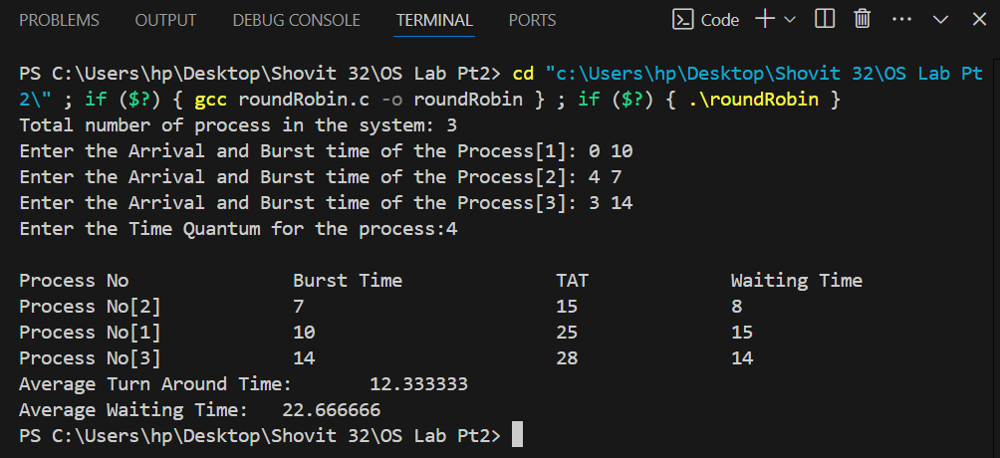 PROBLEMS OUTPUT DEBUG CONSOLE TERMINAL PORTS Code
PS C:\Users\hp\Desktop\Shovit 32\OS Lab Pt2> cd "c:\Users\hp\Desktop\Shovit 32\OS Lab Pt
2\" ; if ($?) { gcc roundRobin.c -o roundRobin } ; if ($?) { .\roundRobin }
Total number of process in the system: 3
Enter the Arrival and Burst time of the Process[1]: 0 10
Enter the Arrival and Burst time of the Process[2]: 4 7
Enter the Arrival and Burst time of the Process[3]: 3 14
Enter the Time Quantum for the process:4
Process No Burst Time TAT Waiting Time
Process No[2] 7 15 8
Process No[1] 10 25 15
Process No[3] 14 28 14
Average Turn Around Time: 12.333333
Average Waiting Time: 22.666666
PS C:\Users\hp\Desktop\Shovit 32\OS Lab Pt2>